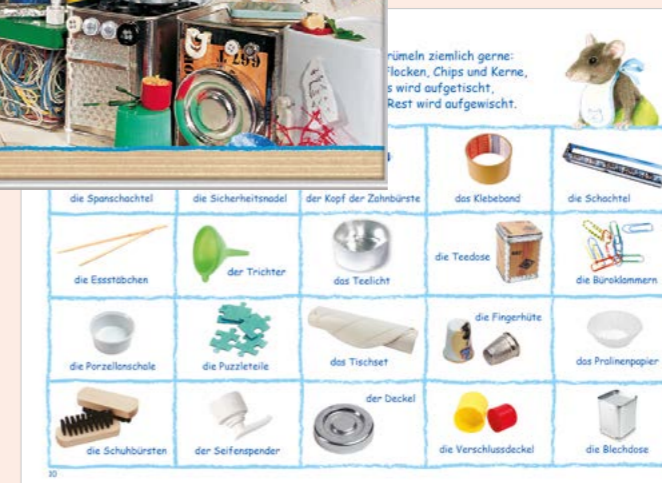 rümeln ziemlich gerne:
locken, Chips und Kerne,
s wird aufgetischt,
Rest wird aufgewischt.
die Spanschachtel
die Sicherheitsnadel
der Kopf der Zahnbürste
das Klebeband
die Schachtel
die Essstäbchen
der Trichter
das Teelicht
die Teedose
die Büroklammern
die Porzellanschale
die Puzzleteile
das Tischset
die Fingerhüte
das Pralinenpapier
die Schuhbürsten
der Seifenspender
der Deckel
die Verschlussdeckel
die Blechdose